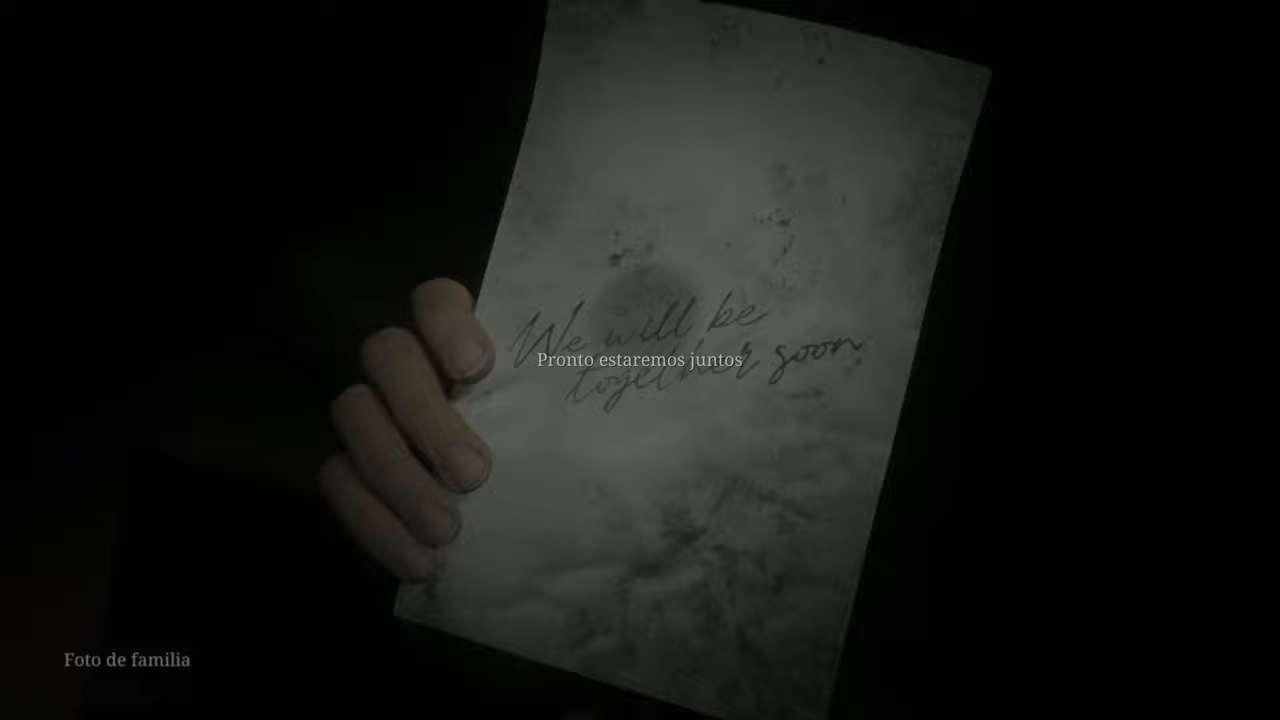 We will be
together soon
Pronto estaremos juntos
Foto de familia